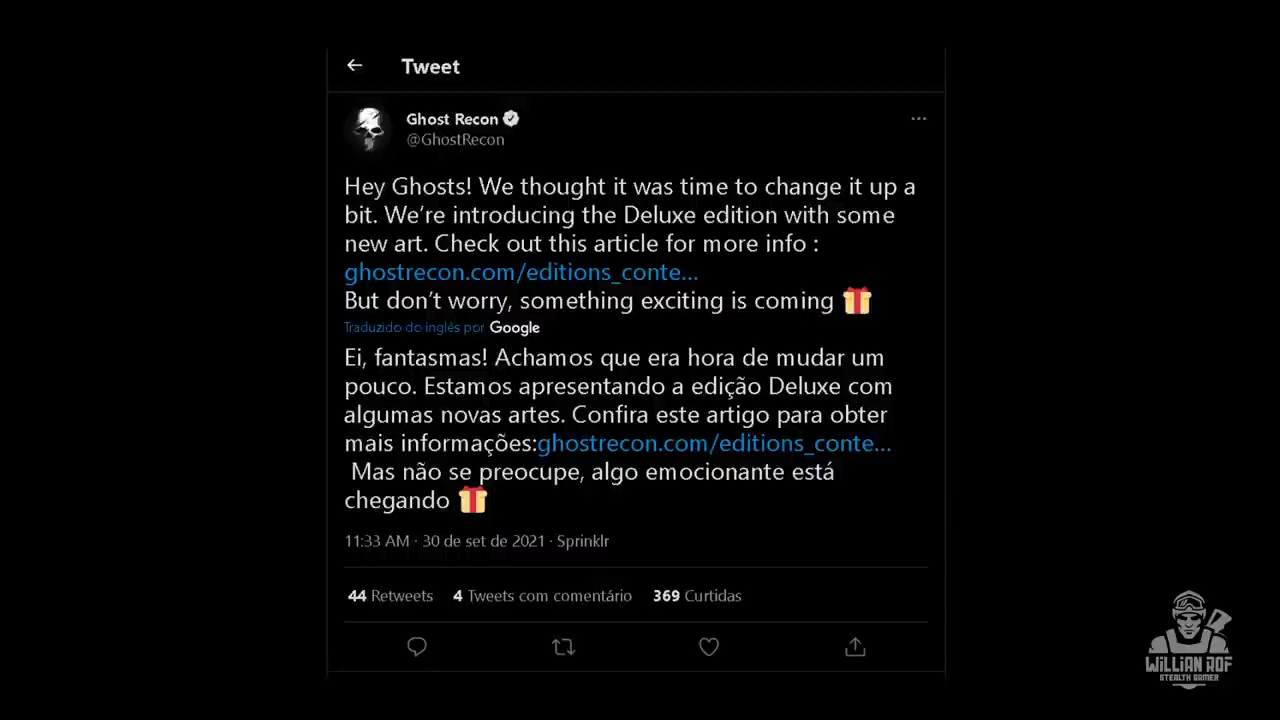 Tweet
Ghost Recon
@GhostRecon
Hey Ghosts! We thought it was time to change it up a
bit. We're introducing the Deluxe edition with some
new art. Check out this article for more info :
ghostrecon.com/editions_conte...
But don't worry, something exciting is coming 🎁
Traduzido do inglês por Google
Ei, fantasmas! Achamos que era hora de mudar um
pouco. Estamos apresentando a edição Deluxe com
algumas novas artes. Confira este artigo para obter
mais informações:ghostrecon.com/editions_conte...
Mas não se preocupe, algo emocionante está
chegando 🎁
11:33 AM · 30 de set de 2021 · Sprinklr
44 Retweets 4 Tweets com comentário 369 Curtidas
WILLIAN ROF
STEALTH GAMER